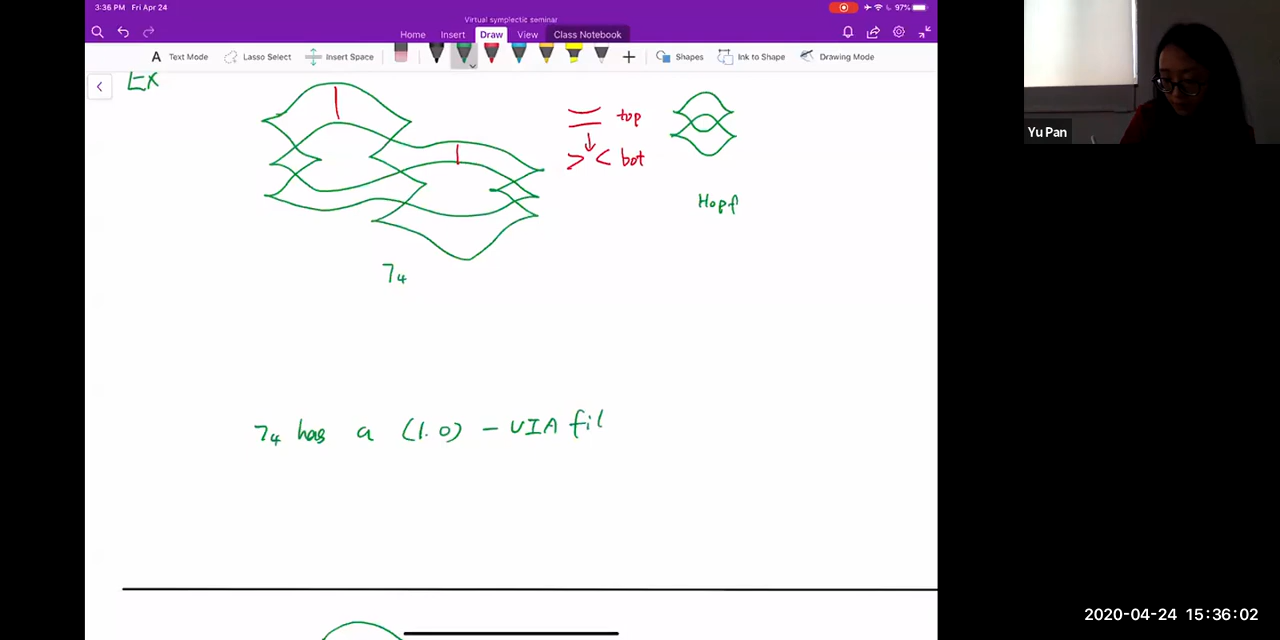 3:36 PM Fri Apr 24
97%
Virtual symplectic seminar
Home Insert Draw View Class Notebook
Text Mode Lasso Select Insert Space Shapes Ink to Shape Drawing Mode
Ex
top
> < bot
Yu Pan
Hopf
7₄
7₄ has a (1.0) - UIA fil
2020-04-24 15:36:02